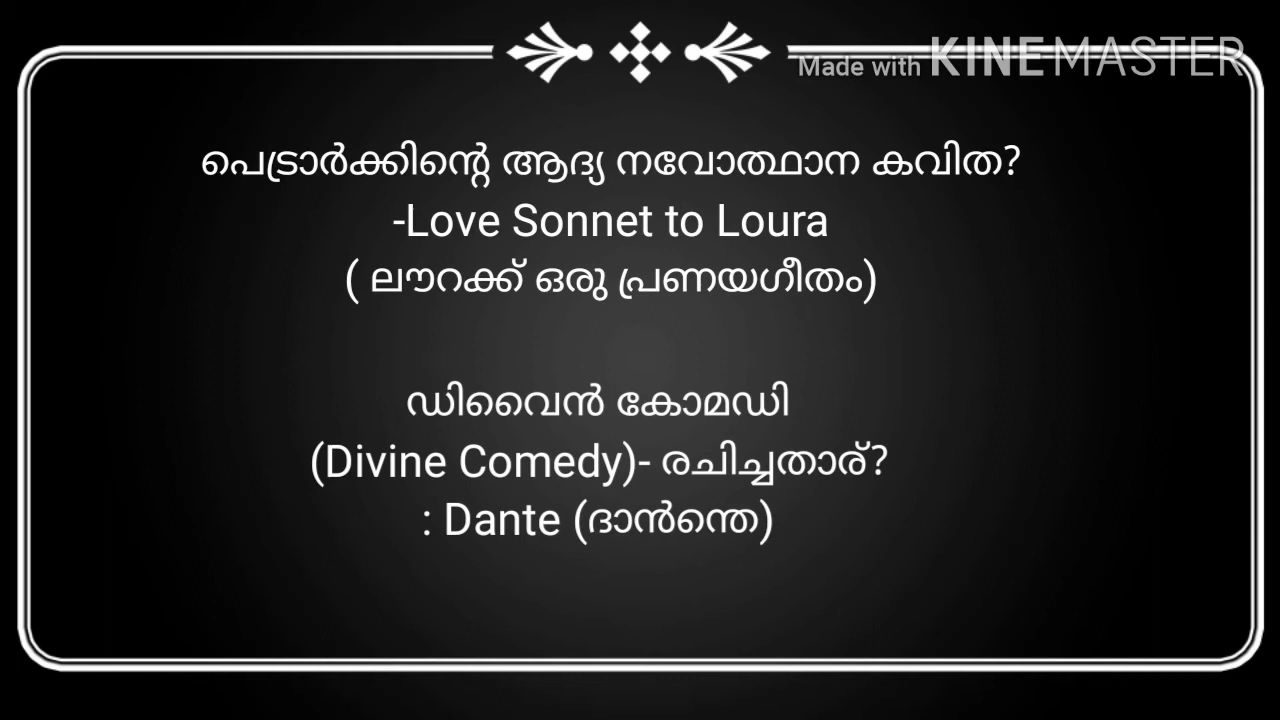 Made with KINEMASTER
പെട്രാർക്കിന്റെ ആദ്യ നവോത്ഥാന കവിത?
-Love Sonnet to Loura
( ലൗറക്ക് ഒരു പ്രണയഗീതം)
ഡിവൈൻ കോമഡി
(Divine Comedy)- രചിച്ചതാര്?
: Dante (ദാൻന്തെ)